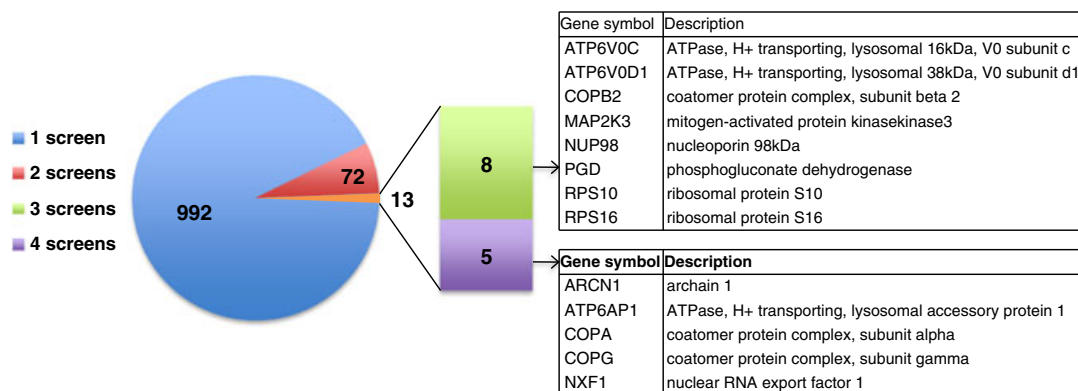 1 screen
2 screens
3 screens
4 screens
992
72
13
8
5
Gene symbol Description
ATP6V0C ATPase, H+ transporting, lysosomal 16kDa, V0 subunit c
ATP6V0D1 ATPase, H+ transporting, lysosomal 38kDa, V0 subunit d1
COPB2 coatomer protein complex, subunit beta 2
MAP2K3 mitogen-activated protein kinasekinase3
NUP98 nucleoporin 98kDa
PGD phosphogluconate dehydrogenase
RPS10 ribosomal protein S10
RPS16 ribosomal protein S16
Gene symbol Description
ARCN1 archain 1
ATP6AP1 ATPase, H+ transporting, lysosomal accessory protein 1
COPA coatomer protein complex, subunit alpha
COPG coatomer protein complex, subunit gamma
NXF1 nuclear RNA export factor 1